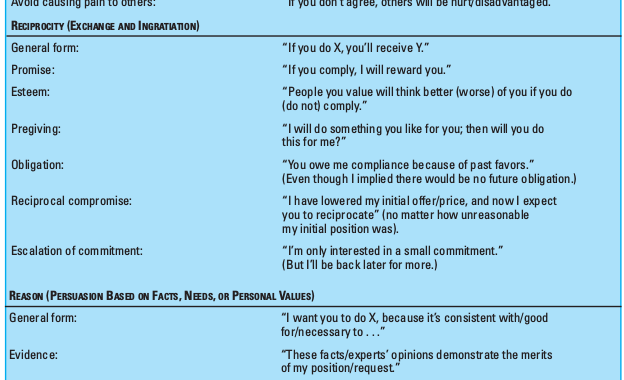 Avoid causing pain to others: "If you don't agree, others will be hurt/disadvantaged."
RECIPROCITY (EXCHANGE AND INGRATIATION)
General form: "If you do X, you'll receive Y."
Promise: "If you comply, I will reward you."
Esteem: "People you value will think better (worse) of you if you do
(do not) comply."
Pregiving: "I will do something you like for you; then will you do
this for me?"
Obligation: "You owe me compliance because of past favors."
(Even though I implied there would be no future obligation.)
Reciprocal compromise: "I have lowered my initial offer/price, and now I expect
you to reciprocate" (no matter how unreasonable
my initial position was).
Escalation of commitment: "I'm only interested in a small commitment."
(But I'll be back later for more.)
REASON (PERSUASION BASED ON FACTS, NEEDS, OR PERSONAL VALUES)
General form: "I want you to do X, because it's consistent with/good
for/necessary to . . ."
Evidence: "These facts/experts' opinions demonstrate the merits
of my position/request."